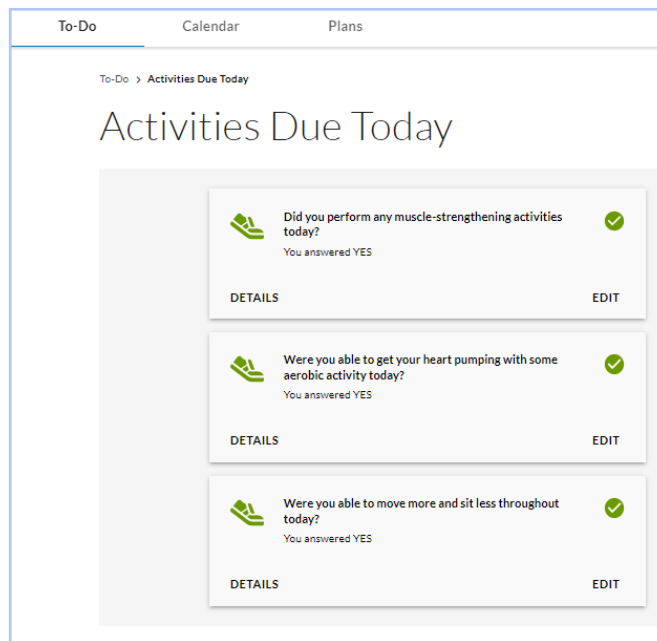 To-Do Calendar Plans
To-Do > Activities Due Today
Activities Due Today
Did you perform any muscle-strengthening activities
today?
You answered YES
DETAILS EDIT
Were you able to get your heart pumping with some
aerobic activity today?
You answered YES
DETAILS EDIT
Were you able to move more and sit less throughout
today?
You answered YES
DETAILS EDIT